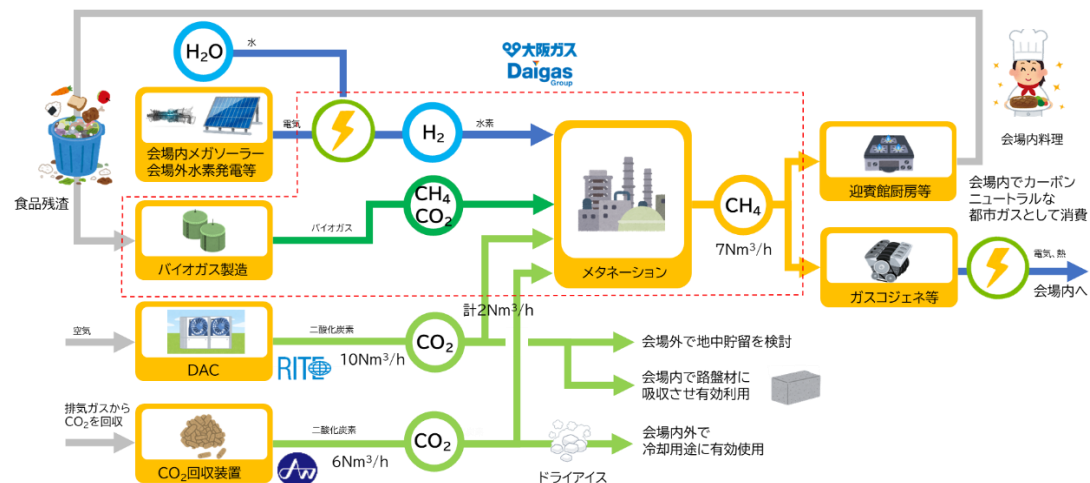 H₂O
水
大阪ガス
Daigas
Group
会場内メガソーラー
会場外水素発電等
電気
H₂
水素
会場内料理
食品残渣
バイオガス製造
バイオガス
CH₄
CO₂
メタネーション
CH₄
7Nm³/h
迎賓館厨房等
会場内でカーボン
ニュートラルな
都市ガスとして消費
ガスコジェネ等
電気、熱
会場内へ
計2Nm³/h
空気
DAC
二酸化炭素
RITE
10Nm³/h
CO₂
会場外で地中貯留を検討
会場内で路盤材に
吸収させ有効利用
排気ガスから
CO₂を回収
CO₂回収装置
二酸化炭素
6Nm³/h
CO₂
ドライアイス
会場内外で
冷却用途に有効使用